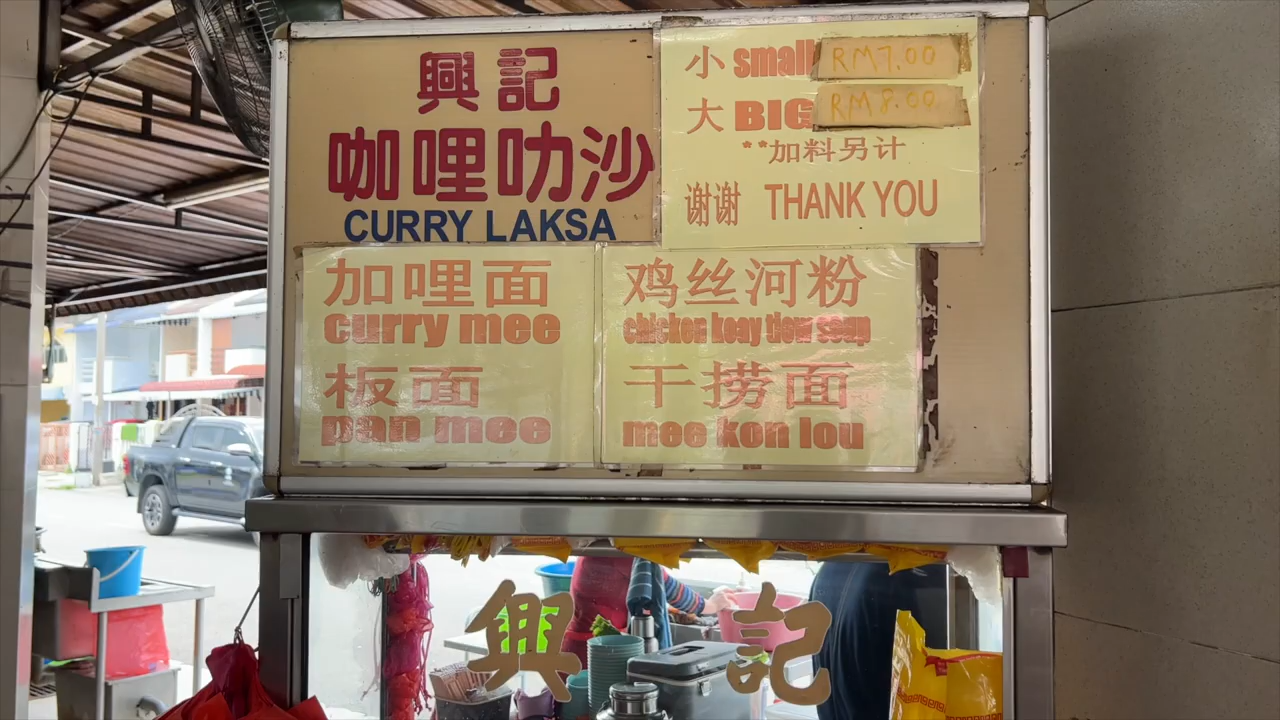 興記
咖哩叻沙
CURRY LAKSA
小 small RM7.00
大 BIG RM8.00
**加料另计
谢谢 THANK YOU
加哩面
curry mee
板面
pan mee
鸡丝河粉
chicken keay tiow soup
干捞面
mee kon lou
興記